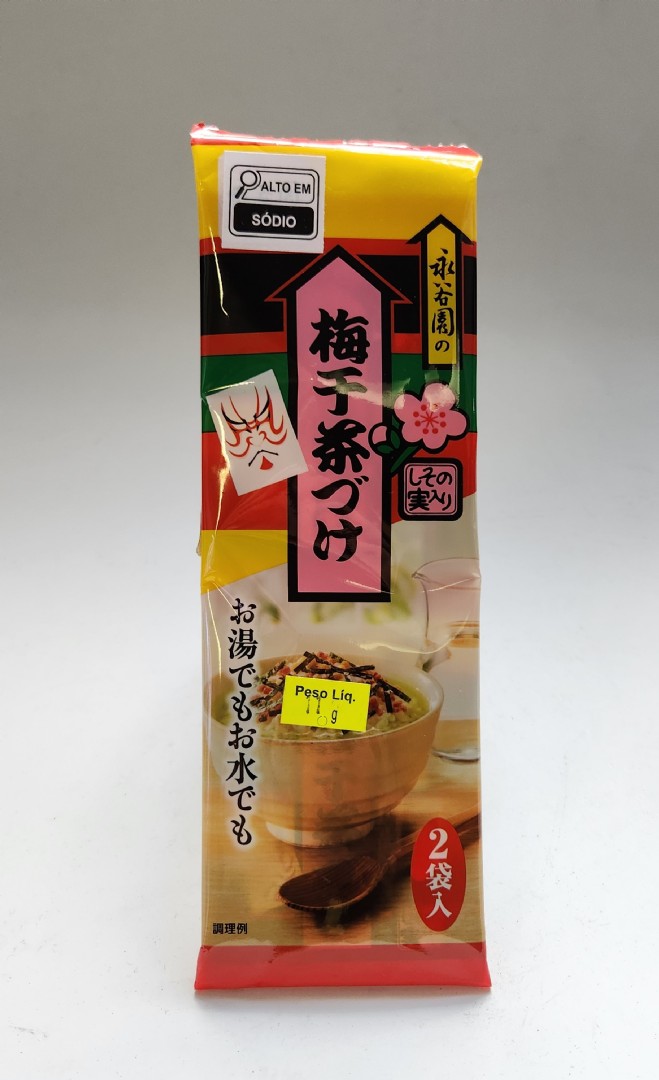 ALTO EM
SÓDIO
永谷園の
梅干茶づけ
しその
実入り
お湯でもお水でも
Peso Líq.
11 g
2袋入
調理例